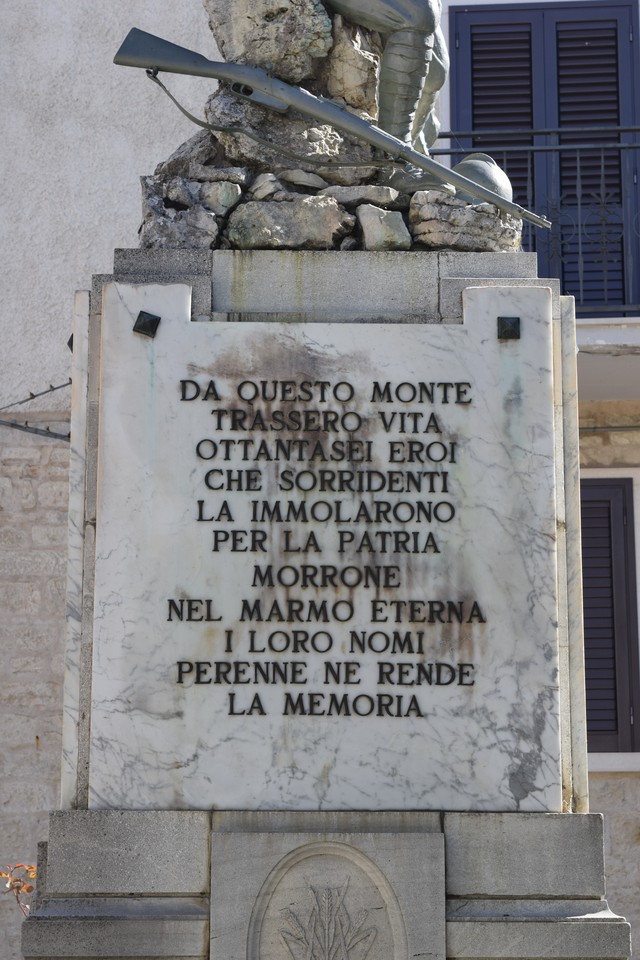 DA QUESTO MONTE
TRASSERO VITA
OTTANTASEI EROI
CHE SORRIDENTI
LA IMMOLARONO
PER LA PATRIA
MORRONE
NEL MARMO ETERNA
I LORO NOMI
PERENNE NE RENDE
LA MEMORIA